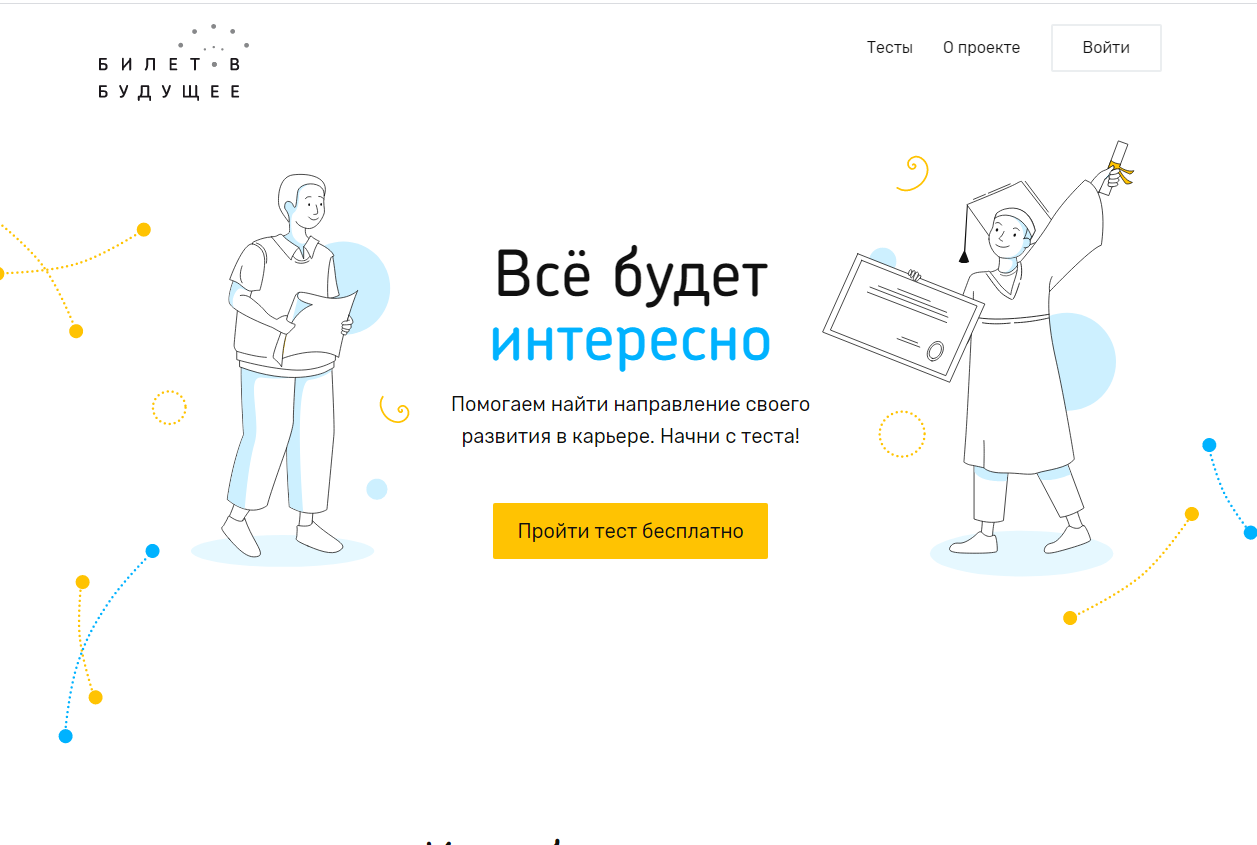 БИЛЕТ В
БУДУЩЕЕ
Тесты
О проекте
Войти
Всё будет
интересно
Помогаем найти направление своего
развития в карьере. Начни с теста!
Пройти тест бесплатно